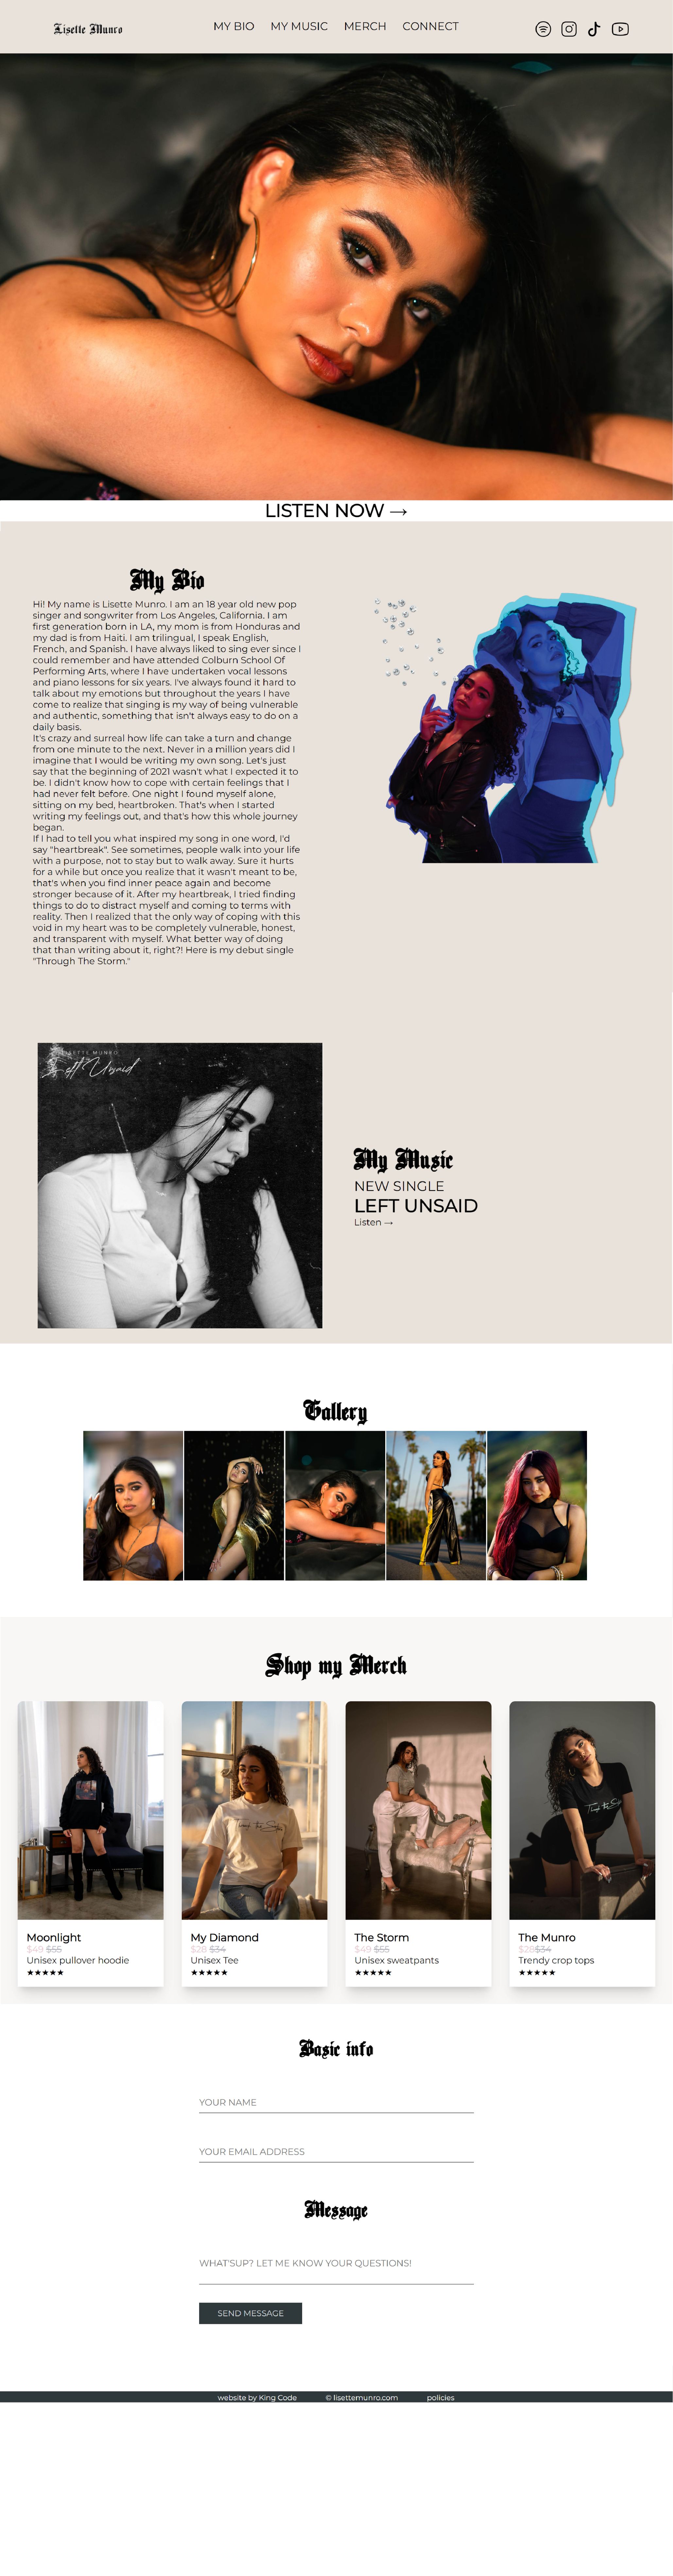 Lisette Munro
MY BIO MY MUSIC MERCH CONNECT
LISTEN NOW →
My Bio
Hi! My name is Lisette Munro. I am an 18 year old new pop
singer and songwriter from Los Angeles, California. I am
first generation born in LA, my mom is from Honduras and
my dad is from Haiti. I am trilingual, I speak English,
French, and Spanish. I have always liked to sing ever since I
could remember and have attended Colburn School Of
Performing Arts, where I have undertaken vocal lessons
and piano lessons for six years. I've always found it hard to
talk about my emotions but throughout the years I have
come to realize that singing is my way of being vulnerable
and authentic, something that isn't always easy to do on a
daily basis.
It's crazy and surreal how life can take a turn and change
from one minute to the next. Never in a million years did I
imagine that I would be writing my own song. Let's just
say that the beginning of 2021 wasn't what I expected it to
be. I didn't know how to cope with certain feelings that I
had never felt before. One night I found myself alone,
sitting on my bed, heartbroken. That's when I started
writing my feelings out, and that's how this whole journey
began.
If I had to tell you what inspired my song in one word, I'd
say "heartbreak". See sometimes, people walk into your life
with a purpose, not to stay but to walk away. Sure it hurts
for a while but once you realize that it wasn't meant to be,
that's when you find inner peace again and become
stronger because of it. After my heartbreak, I tried finding
things to do to distract myself and coming to terms with
reality. Then I realized that the only way of coping with this
void in my heart was to be completely vulnerable, honest,
and transparent with myself. What better way of doing
that than writing about it, right?! Here is my debut single
"Through The Storm."
LISETTE MUNRO
Left Unsaid
My Music
NEW SINGLE
LEFT UNSAID
Listen →
Gallery
Shop my Merch
Moonlight
$49 $55
Unisex pullover hoodie
★★★★★
My Diamond
$28 $34
Unisex Tee
★★★★★
The Storm
$49 $55
Unisex sweatpants
★★★★★
The Munro
$28$34
Trendy crop tops
★★★★★
Basic info
YOUR NAME
YOUR EMAIL ADDRESS
Message
WHAT'SUP? LET ME KNOW YOUR QUESTIONS!
SEND MESSAGE
website by King Code © lisettemunro.com policies